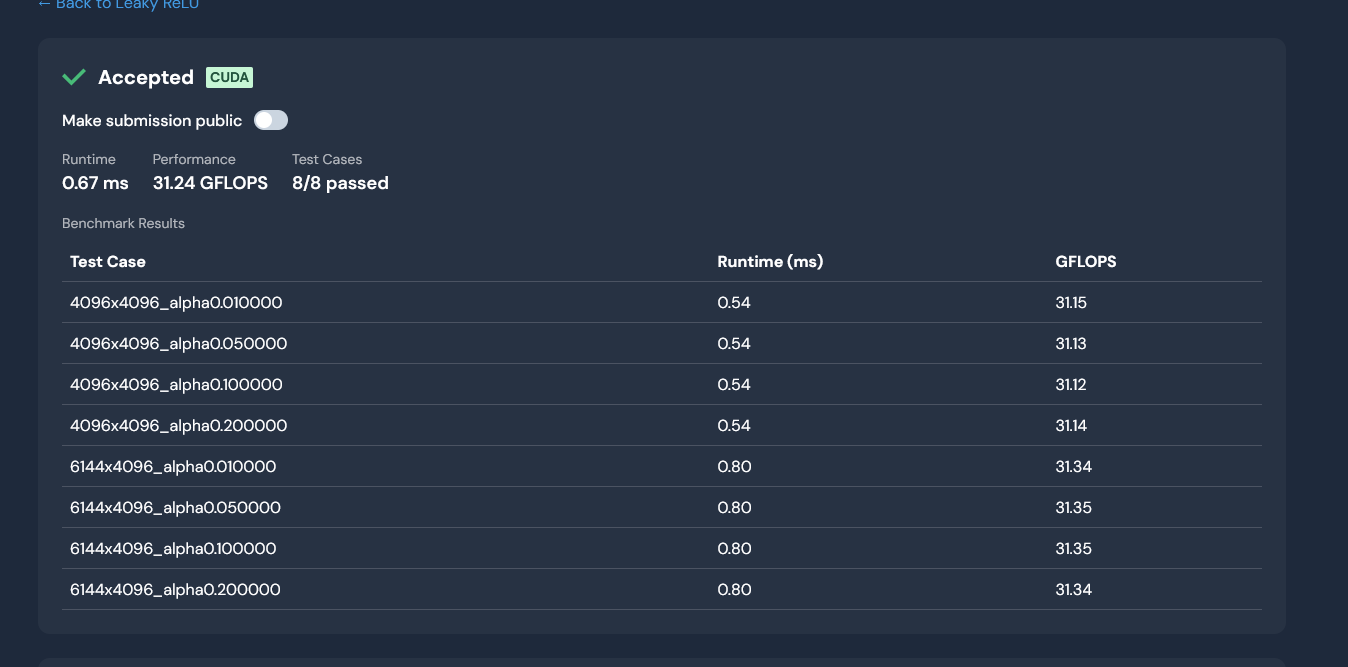 ← Back to Leaky ReLU
Accepted CUDA
Make submission public
Runtime Performance Test Cases
0.67 ms 31.24 GFLOPS 8/8 passed
Benchmark Results
Test Case Runtime (ms) GFLOPS
4096x4096_alpha0.010000 0.54 31.15
4096x4096_alpha0.050000 0.54 31.13
4096x4096_alpha0.100000 0.54 31.12
4096x4096_alpha0.200000 0.54 31.14
6144x4096_alpha0.010000 0.80 31.34
6144x4096_alpha0.050000 0.80 31.35
6144x4096_alpha0.100000 0.80 31.35
6144x4096_alpha0.200000 0.80 31.34